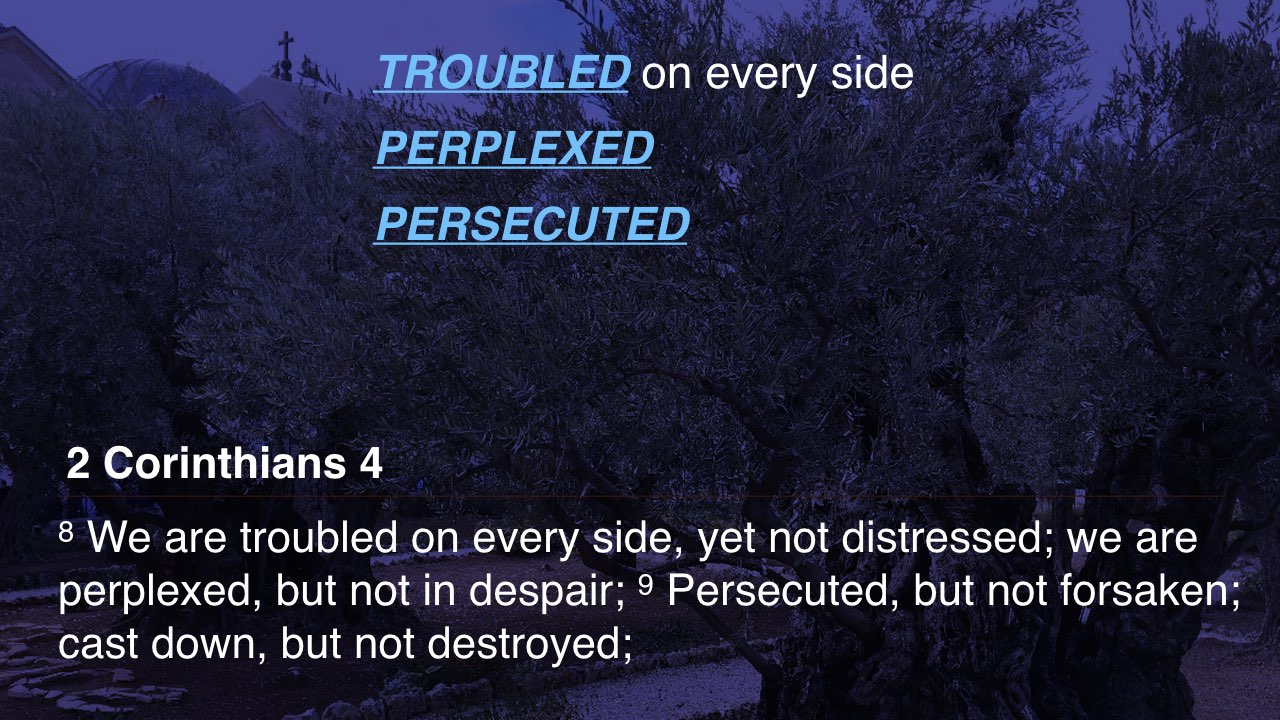 TROUBLED on every side
PERPLEXED
PERSECUTED
2 Corinthians 4
8 We are troubled on every side, yet not distressed; we are
perplexed, but not in despair; 9 Persecuted, but not forsaken;
cast down, but not destroyed;